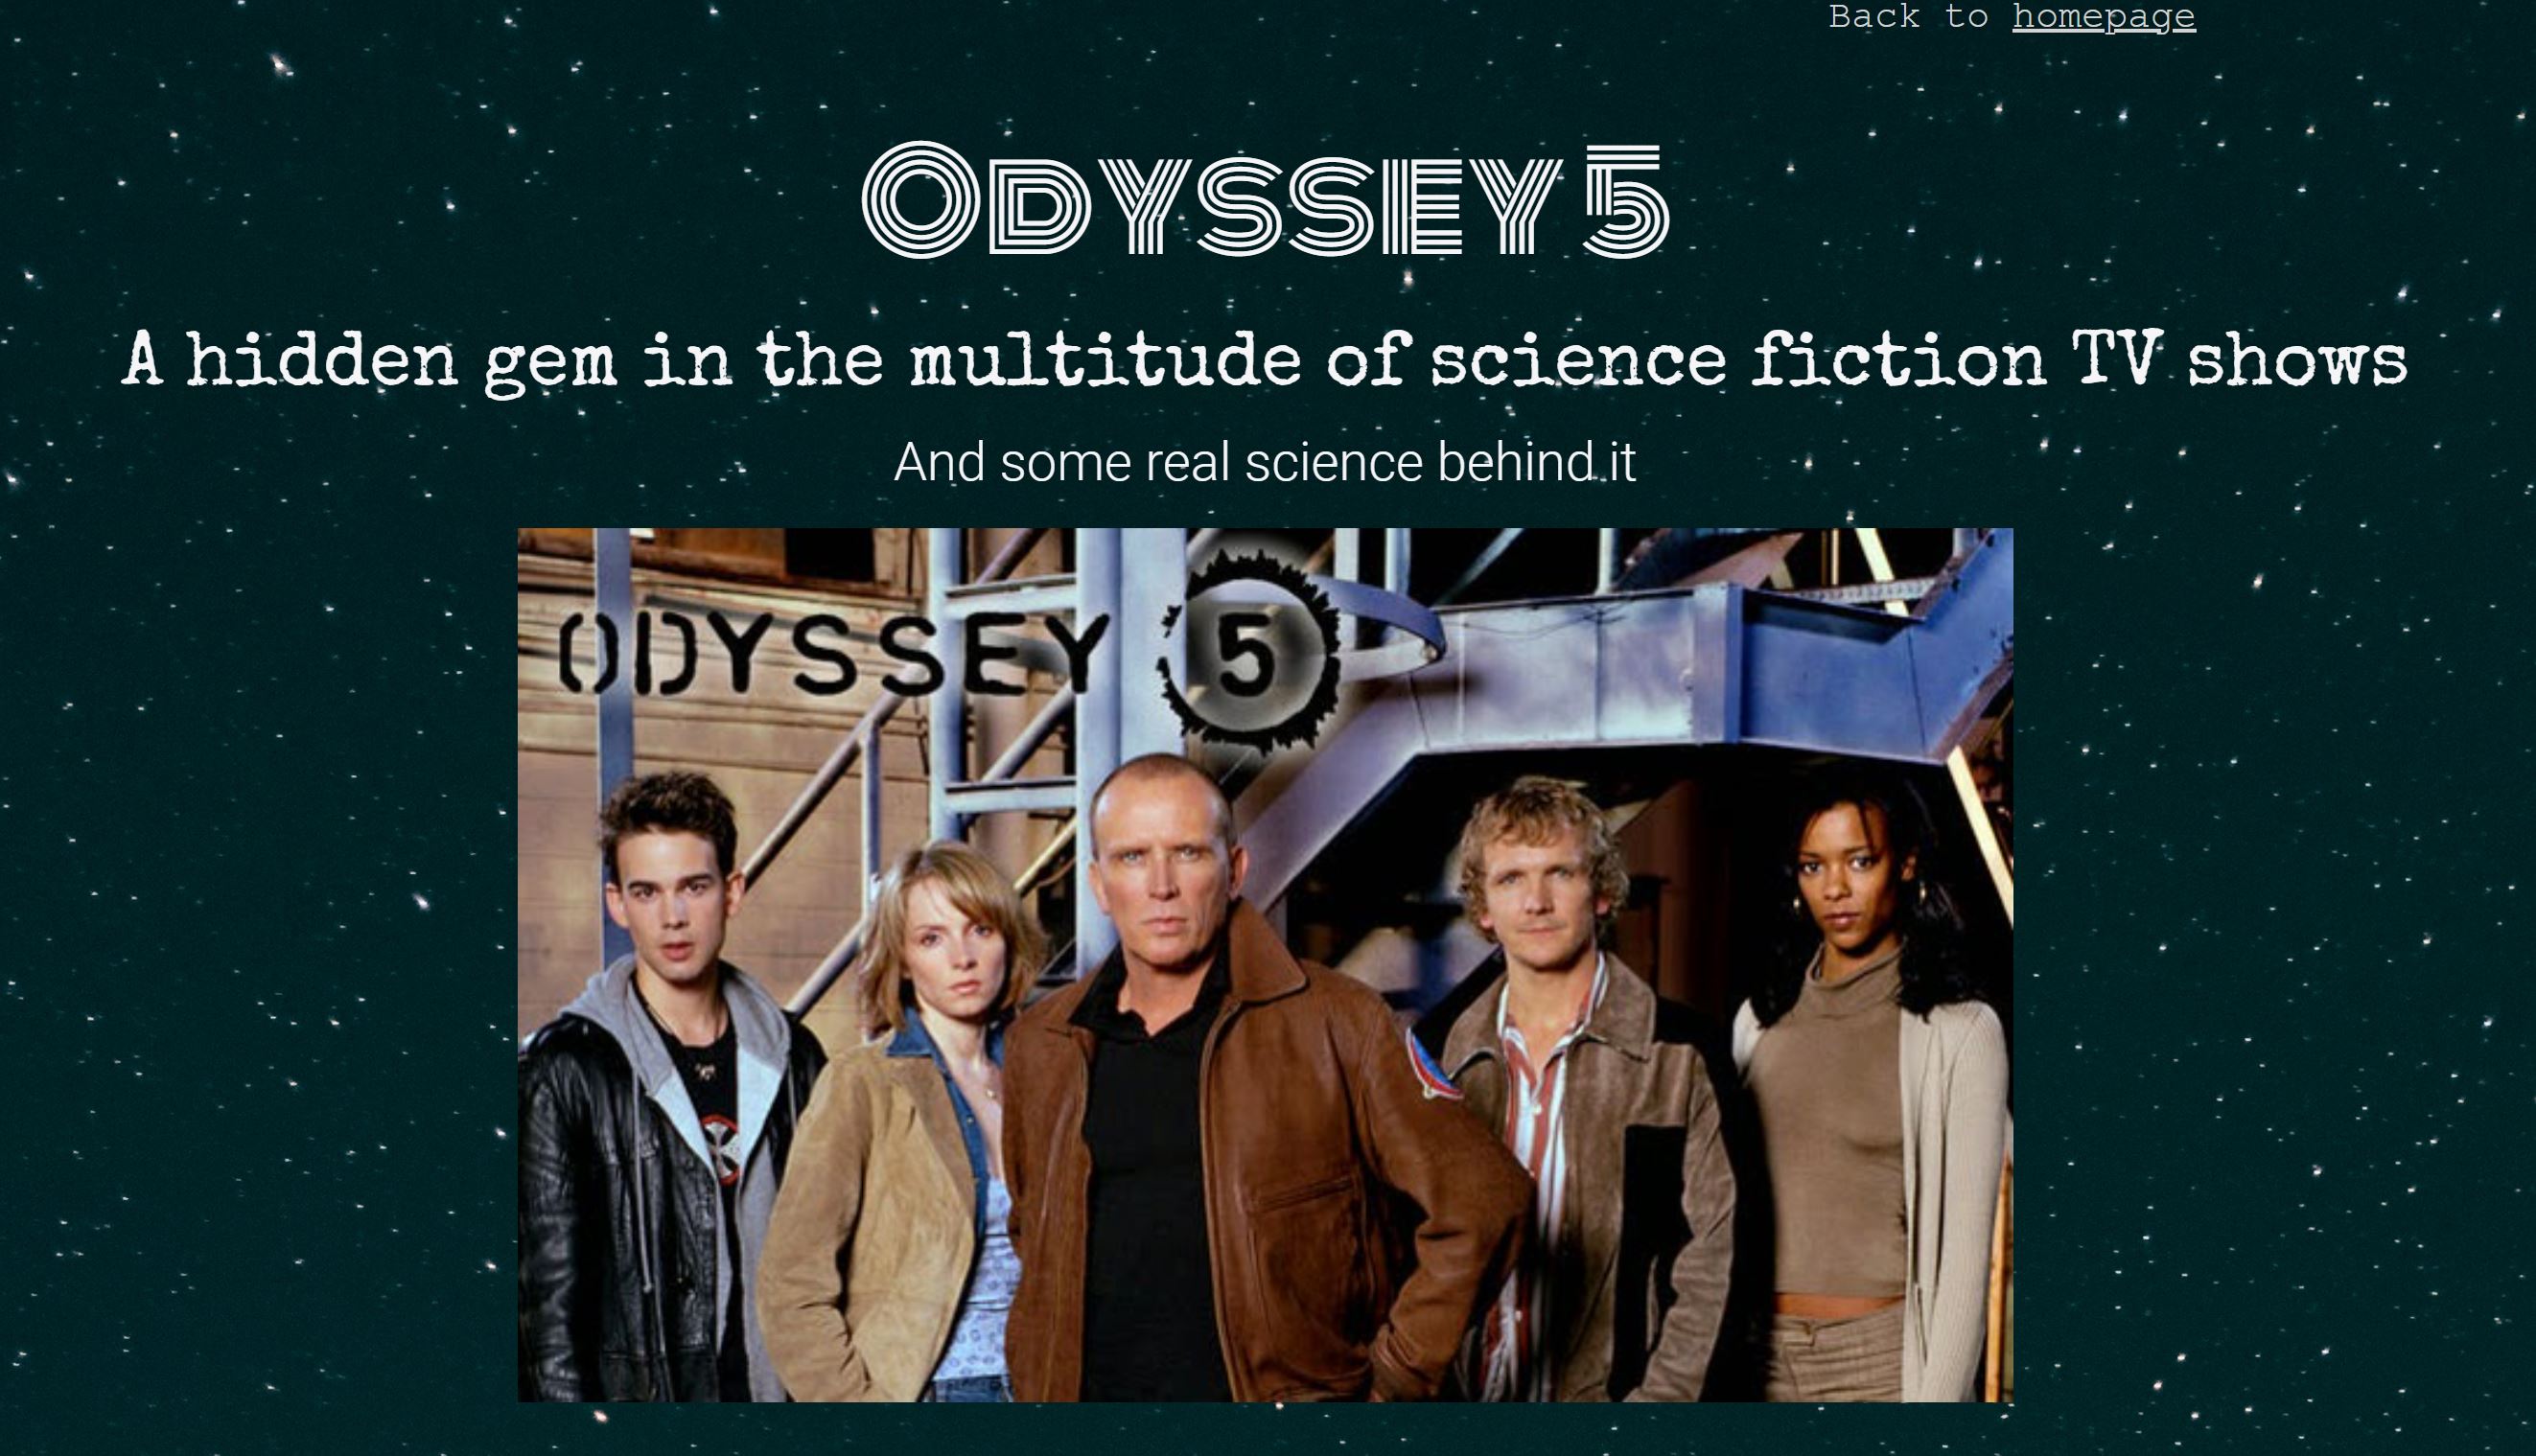 Back to homepage
Odyssey 5
A hidden gem in the multitude of science fiction TV shows
And some real science behind it
ODYSSEY 5